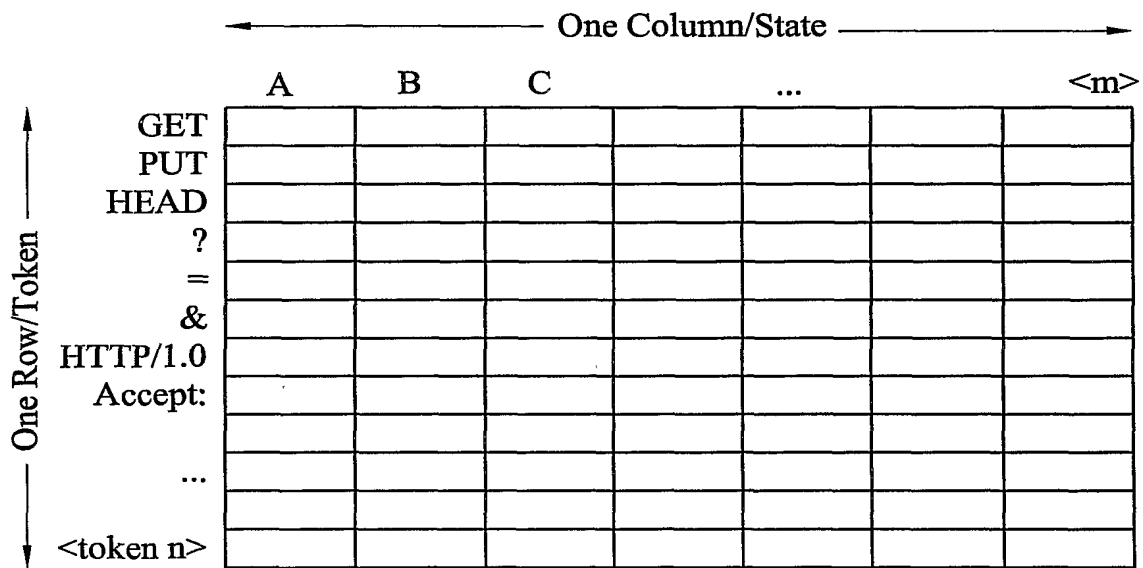 One Column/State
A B C ... <m>
One Row/Token
GET
PUT
HEAD
?
=
&
HTTP/1.0
Accept:
...
<token n>